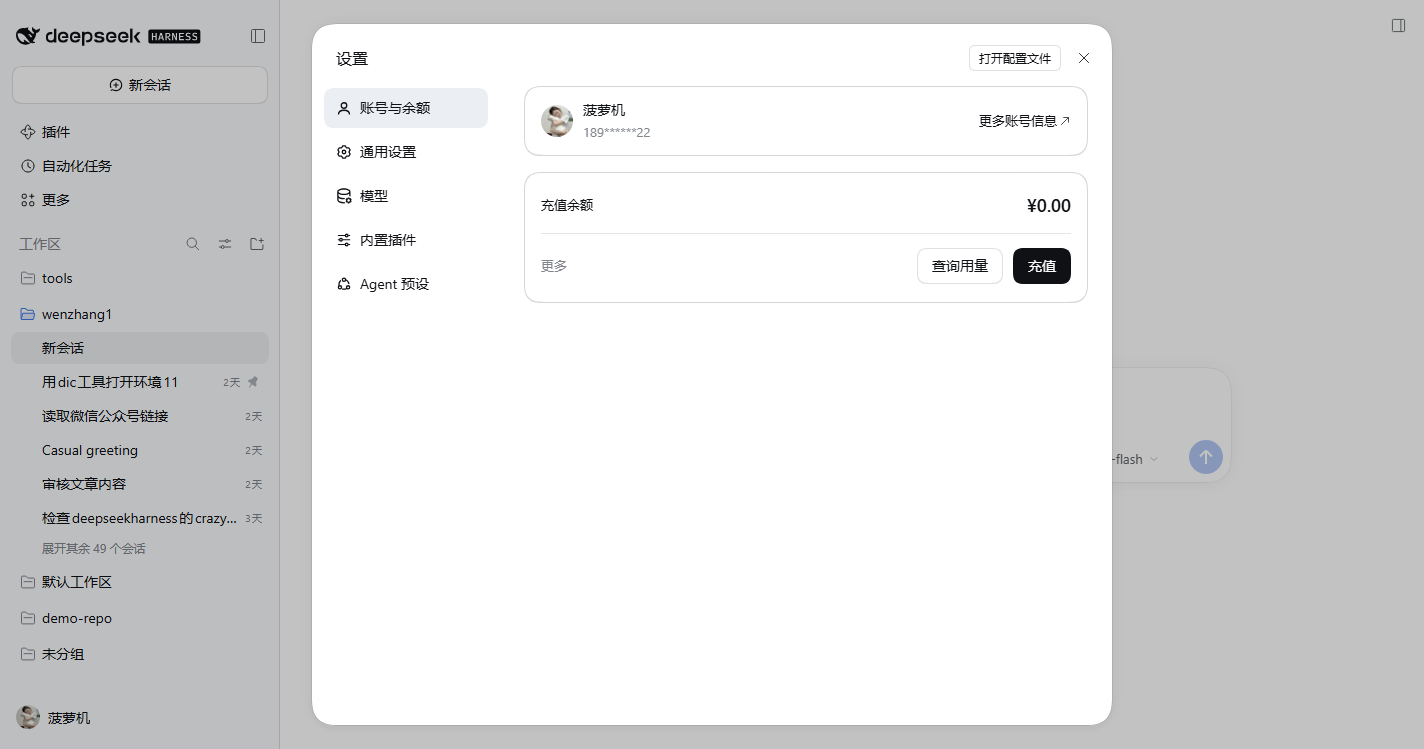 deepseek HARNESS
新会话
插件
自动化任务
更多
工作区
tools
wenzhang1
新会话
用dic工具打开环境11 2天
读取微信公众号链接 2天
Casual greeting 2天
审核文章内容 2天
检查deepseekharness的crazy... 3天
展开其余 49 个会话
默认工作区
demo-repo
未分组
菠萝机
设置
打开配置文件
账号与余额
通用设置
模型
内置插件
Agent 预设
菠萝机
189******22
更多账号信息
充值余额
¥0.00
更多
查询用量
充值
-flash